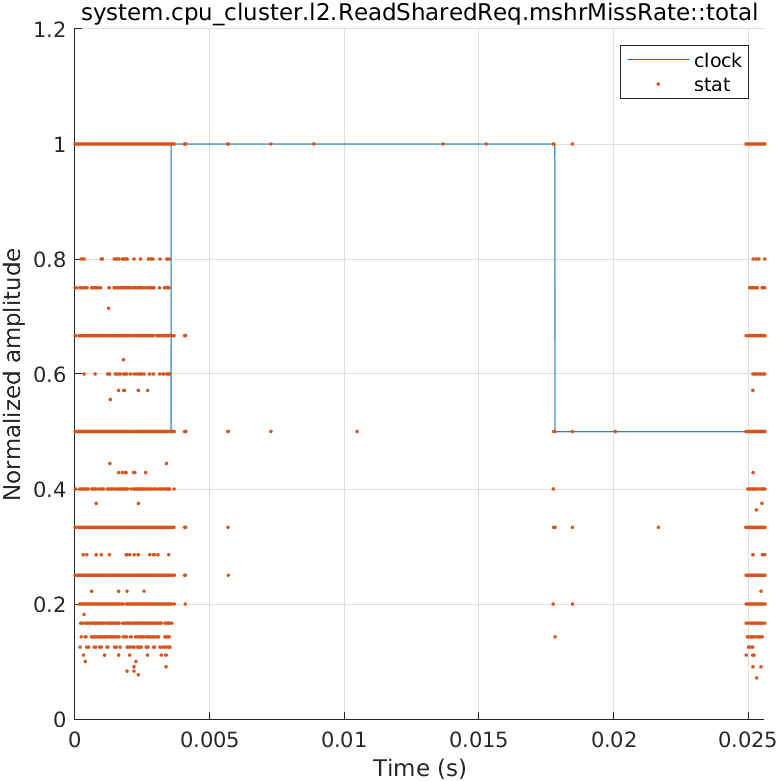 system.cpu_cluster.l2.ReadSharedReq.mshrMissRate::total
1.2
clock
stat
1
0.8
Normalized amplitude
0.6
0.4
0.2
0
0 0.005 0.01 0.015 0.02 0.025
Time (s)